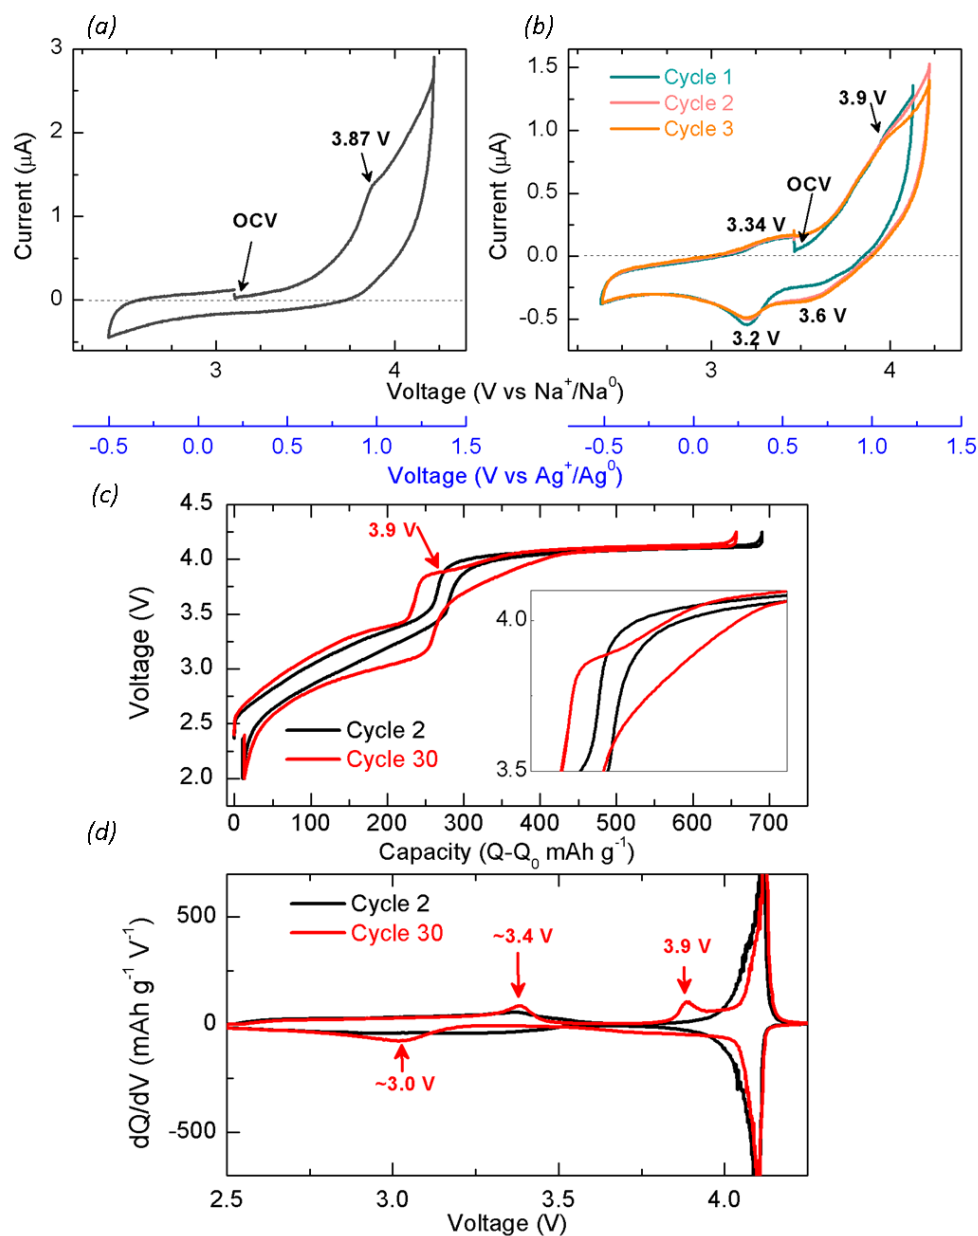 (a)
(b)
Current (μA)
3
2
1
0
3.87 V
OCV
3
4
Current (μA)
1.5
1.0
0.5
0.0
-0.5
Cycle 1
Cycle 2
Cycle 3
3.9 V
OCV
3.34 V
3.6 V
3.2 V
3
4
Voltage (V vs Na⁺/Na⁰)
-0.5 0.0 0.5 1.0 1.5
-0.5 0.0 0.5 1.0 1.5
Voltage (V vs Ag⁺/Ag⁰)
(c)
Voltage (V)
4.5
4.0
3.5
3.0
2.5
2.0
3.9 V
4.0
3.5
Cycle 2
Cycle 30
0 100 200 300 400 500 600 700
Capacity (Q-Q₀ mAh g⁻¹)
(d)
dQ/dV (mAh g⁻¹ V⁻¹)
500
0
-500
Cycle 2
Cycle 30
~3.4 V
3.9 V
~3.0 V
2.5 3.0 3.5 4.0
Voltage (V)